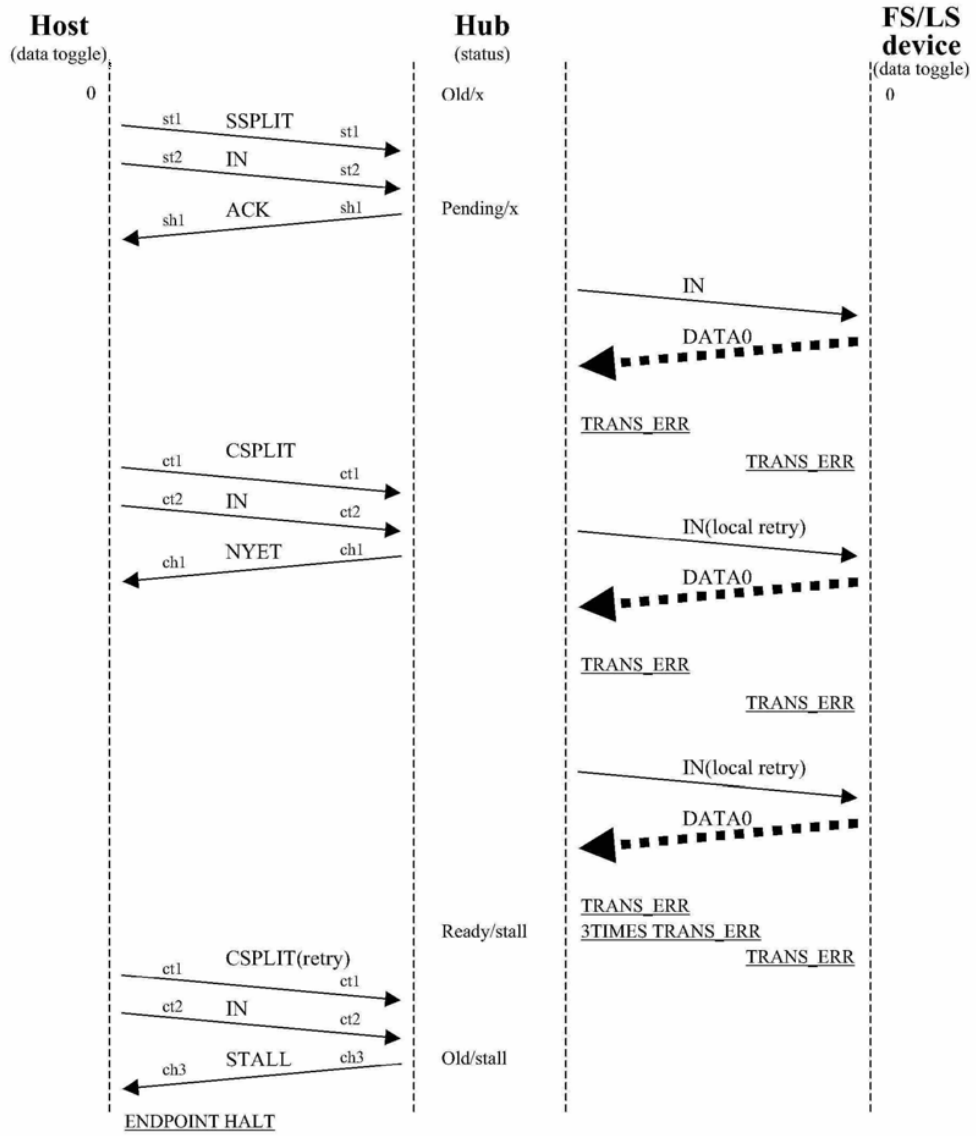 Host
(data toggle)
Hub
(status)
FS/LS
device
(data toggle)
0
Old/x
0
st1 SSPLIT st1
st2 IN st2
sh1 ACK sh1
Pending/x
IN
DATA0
TRANS_ERR
TRANS_ERR
ct1 CSPLIT ct1
ct2 IN ct2
ch1 NYET ch1
IN(local retry)
DATA0
TRANS_ERR
TRANS_ERR
IN(local retry)
DATA0
TRANS_ERR
Ready/stall
3TIMES TRANS_ERR
TRANS_ERR
ct1 CSPLIT(retry) ct1
ct2 IN ct2
ch3 STALL ch3
Old/stall
ENDPOINT HALT